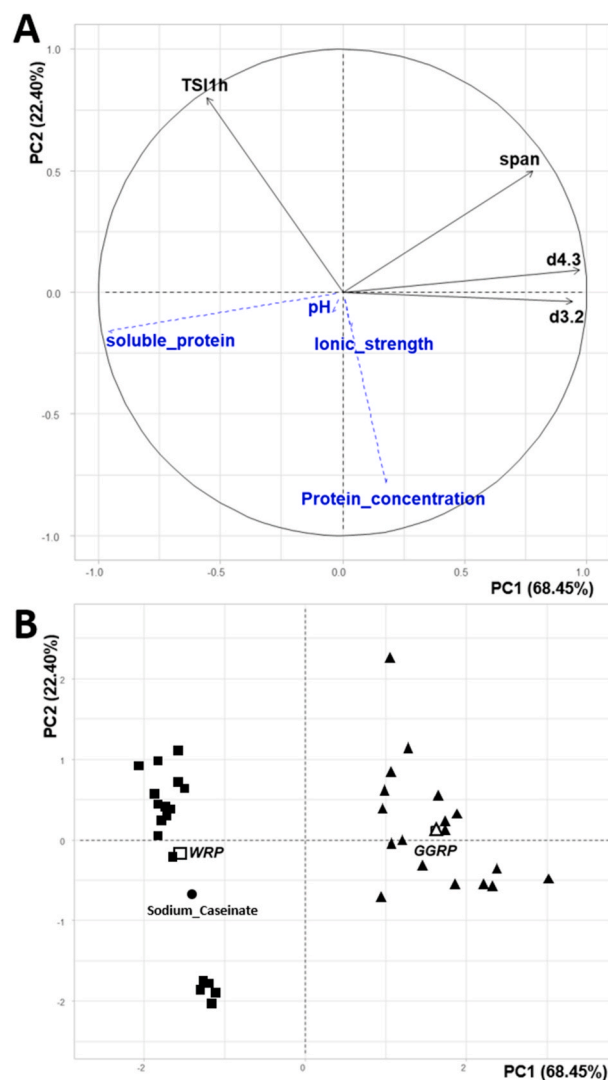 A
PC2 (22.40%)
1.0
TSI1h
span
0.5
d4.3
0.0
d3.2
pH
soluble_protein
Ionic_strength
-0.5
Protein_concentration
-1.0
-1.0 -0.5 0.0 0.5 1.0
PC1 (68.45%)
B
PC2 (22.40%)
2
1
0
WRP
GGRP
Sodium_Caseinate
-1
-2
-2 0 2
PC1 (68.45%)